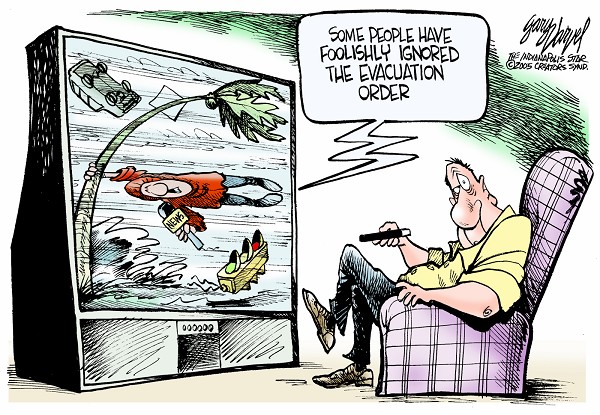 SOME PEOPLE HAVE
FOOLISHLY IGNORED
THE EVACUATION
ORDER
Gary Varvel
THE INDIANAPOLIS STAR
©2005 CREATORS SYND.
NEWS